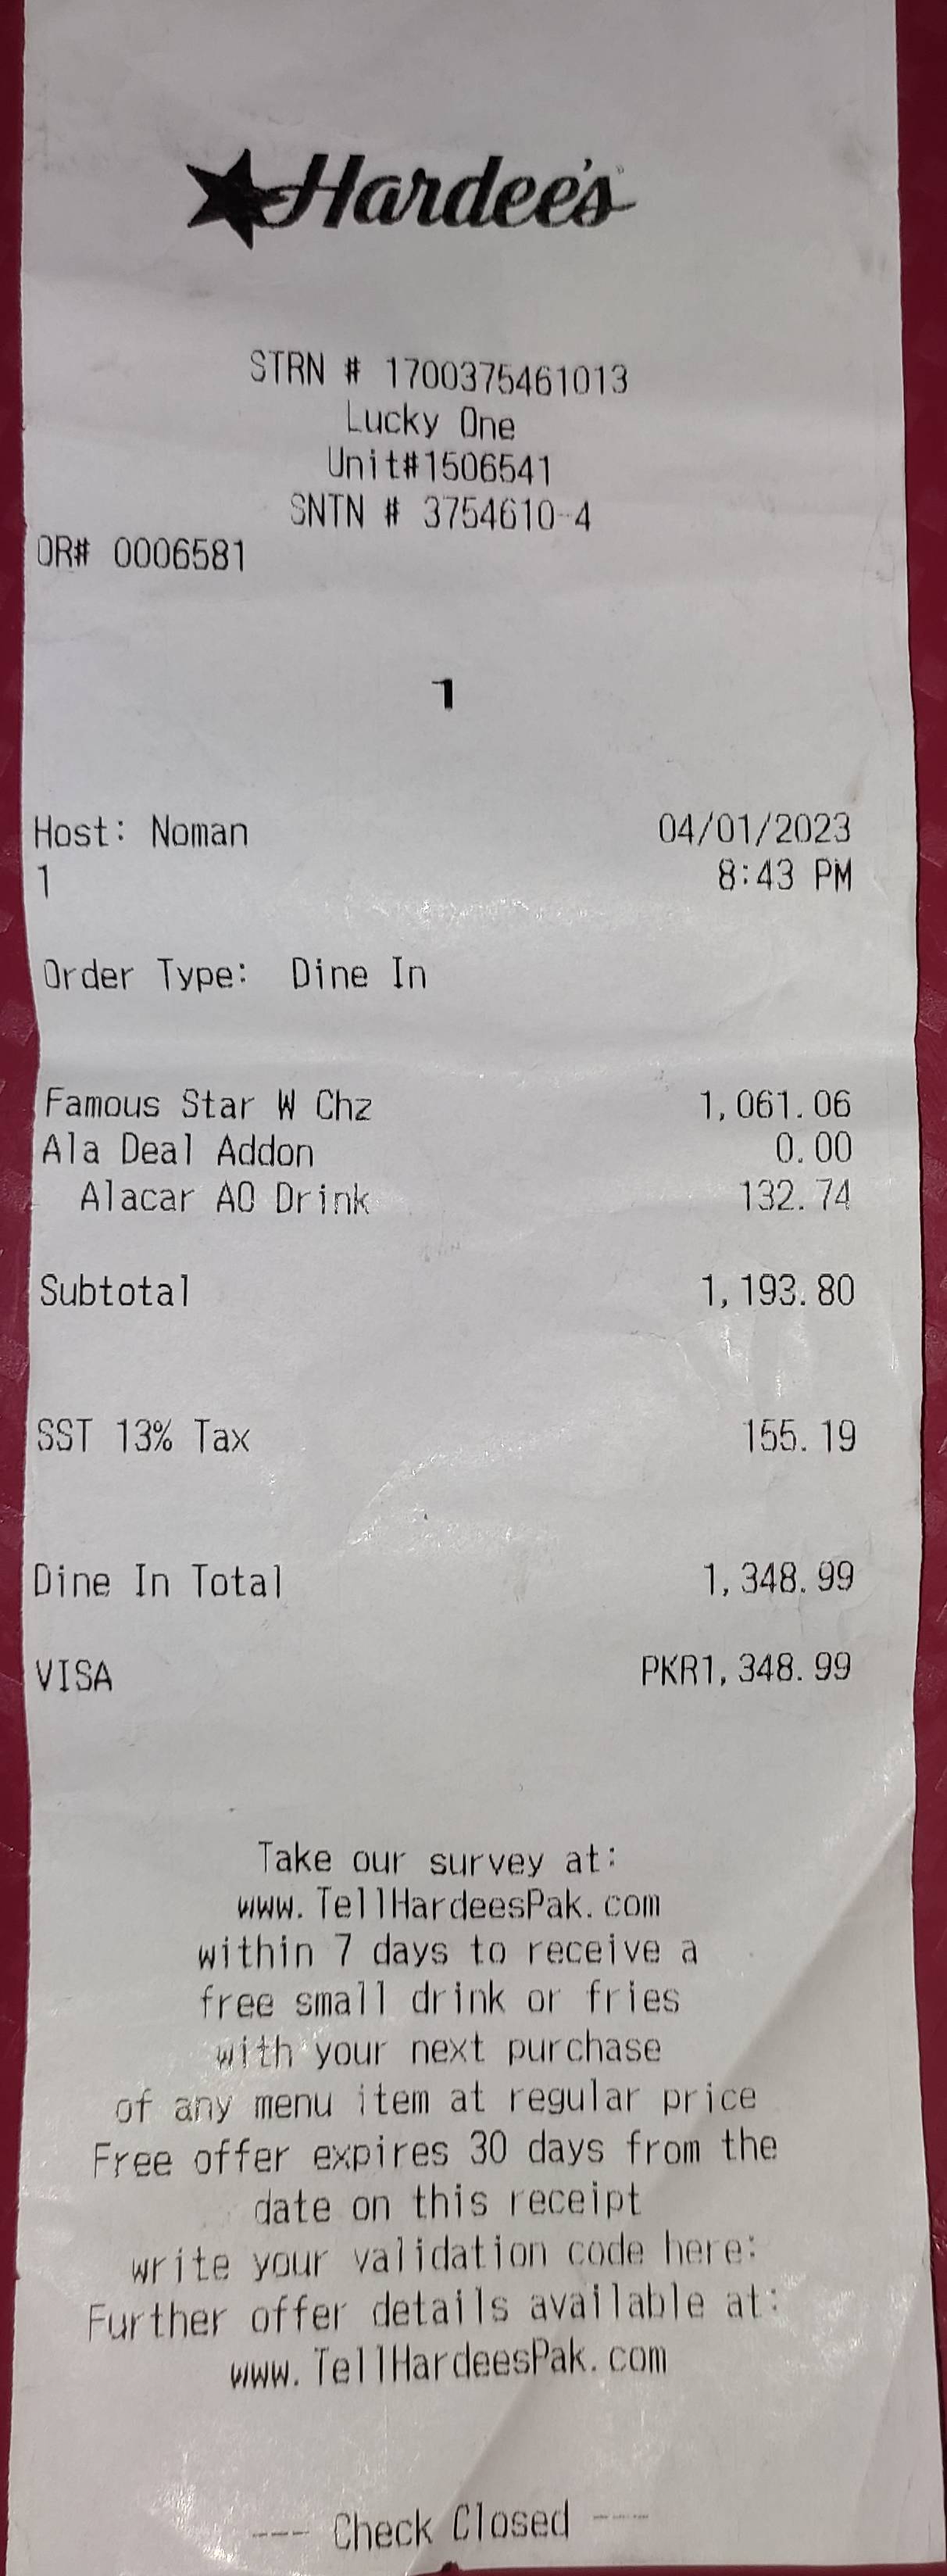 Hardee's
STRN # 1700375461013
Lucky One
Unit#1506541
SNTN # 3754610-4
OR# 0006581
1
Host: Noman 04/01/2023
1 8:43 PM
Order Type: Dine In
Famous Star W Chz 1,061.06
Ala Deal Addon 0.00
Alacar AO Drink 132.74
Subtotal 1,193.80
SST 13% Tax 155.19
Dine In Total 1,348.99
VISA PKR1,348.99
Take our survey at:
www.TellHardeesPak.com
within 7 days to receive a
free small drink or fries
with your next purchase
of any menu item at regular price
Free offer expires 30 days from the
date on this receipt
write your validation code here:
Further offer details available at:
www.TellHardeesPak.com
--- Check Closed ---